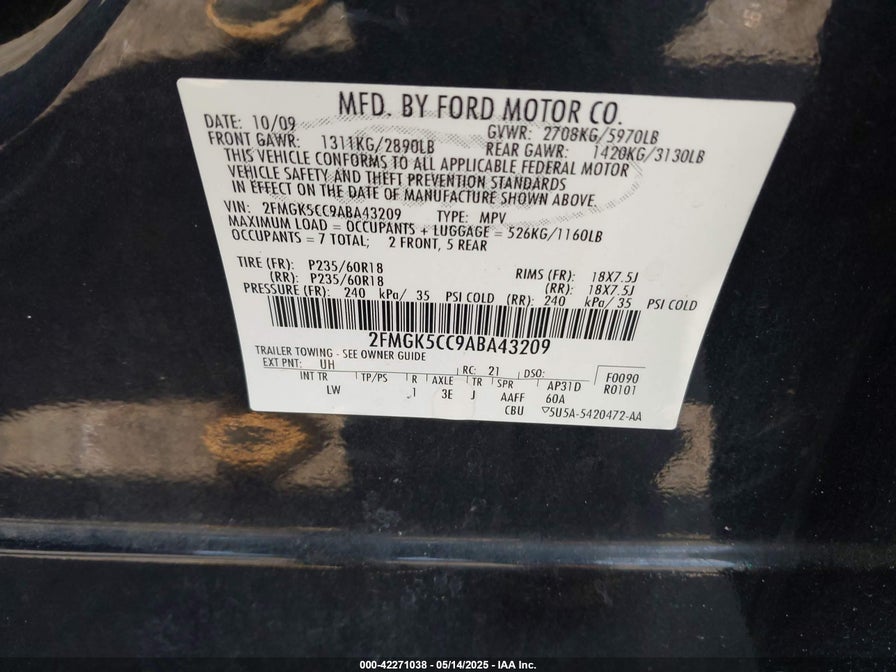 MFD. BY FORD MOTOR CO.
DATE: 10/09 GVWR: 2708KG/5970LB
FRONT GAWR: 1311KG/2890LB REAR GAWR: 1420KG/3130LB
THIS VEHICLE CONFORMS TO ALL APPLICABLE FEDERAL MOTOR
VEHICLE SAFETY AND THEFT PREVENTION STANDARDS
IN EFFECT ON THE DATE OF MANUFACTURE SHOWN ABOVE.
VIN: 2FMGK5CC9ABA43209 TYPE: MPV
MAXIMUM LOAD = OCCUPANTS + LUGGAGE = 526KG/1160LB
OCCUPANTS = 7 TOTAL; 2 FRONT, 5 REAR
TIRE (FR): P235/60R18 RIMS (FR): 18X7.5J
(RR): P235/60R18 (RR): 18X7.5J
PRESSURE (FR): 240 kPa/ 35 PSI COLD (RR): 240 kPa/ 35 PSI COLD
2FMGK5CC9ABA43209
TRAILER TOWING - SEE OWNER GUIDE
EXT PNT: UH RC: 21 DSO: F0090
INT TR TP/PS R AXLE TR SPR AP31D R0101
LW 1 3E J AAFF 60A
CBU 5U5A-5420472-AA
000-42271038 - 05/14/2025 - IAA Inc.